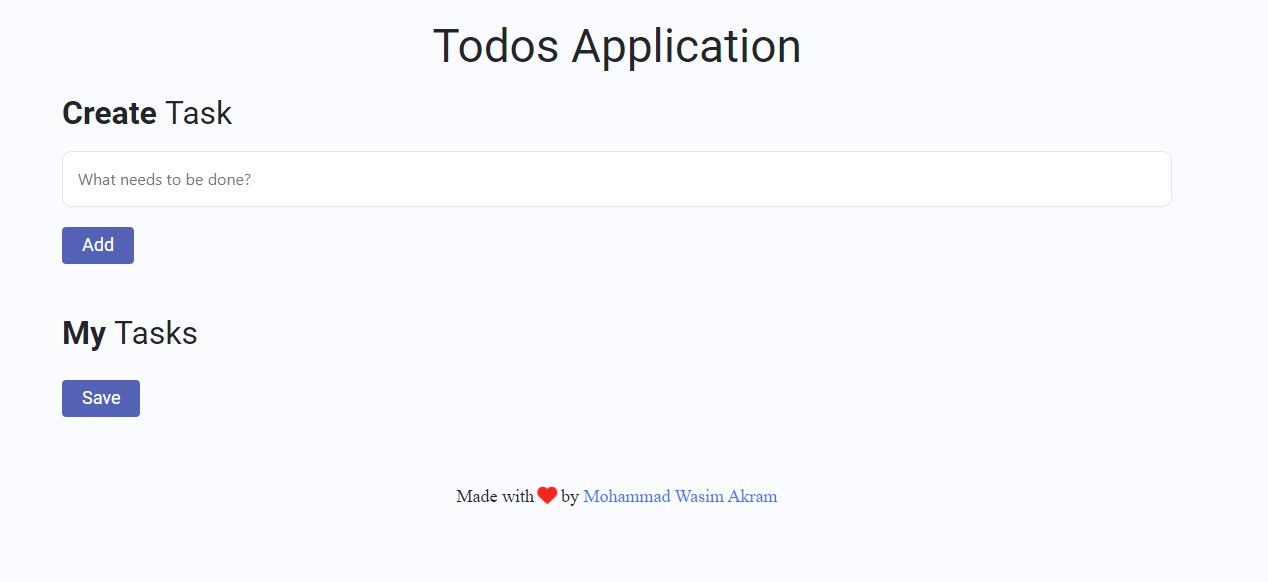 Todos Application
Create Task
What needs to be done?
Add
My Tasks
Save
Made with ❤ by Mohammad Wasim Akram